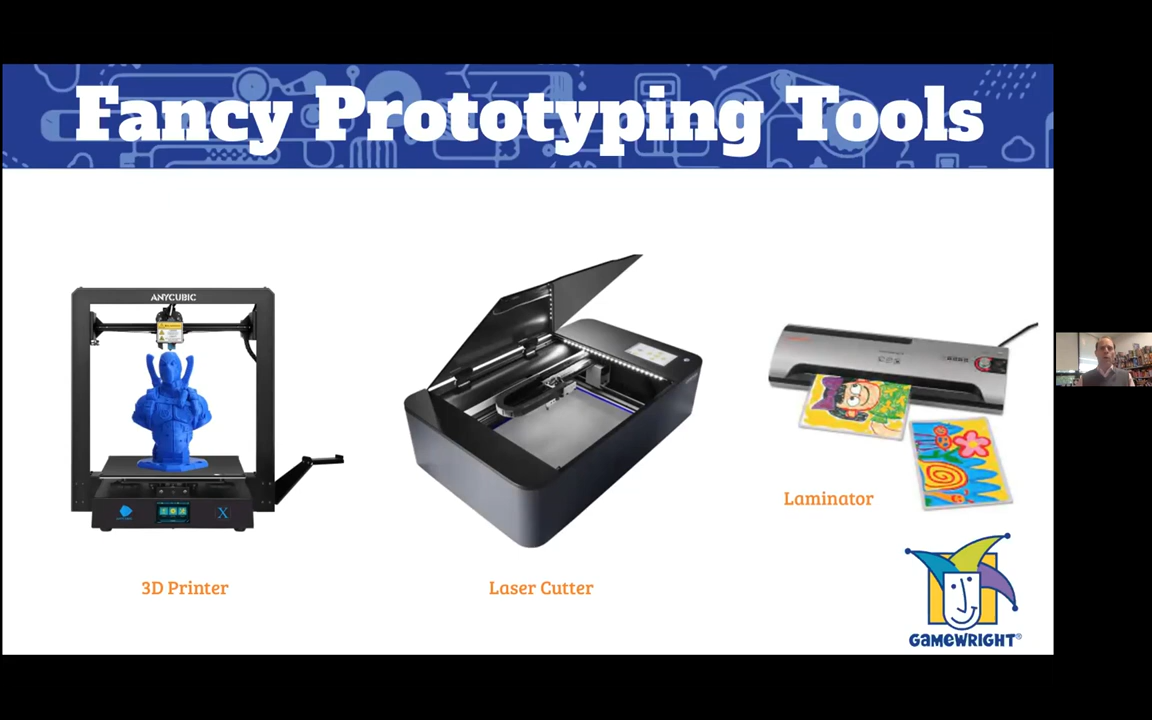 Fancy Prototyping Tools
ANYCUBIC
X
3D Printer
Laser Cutter
Laminator
GAMEWRIGHT®